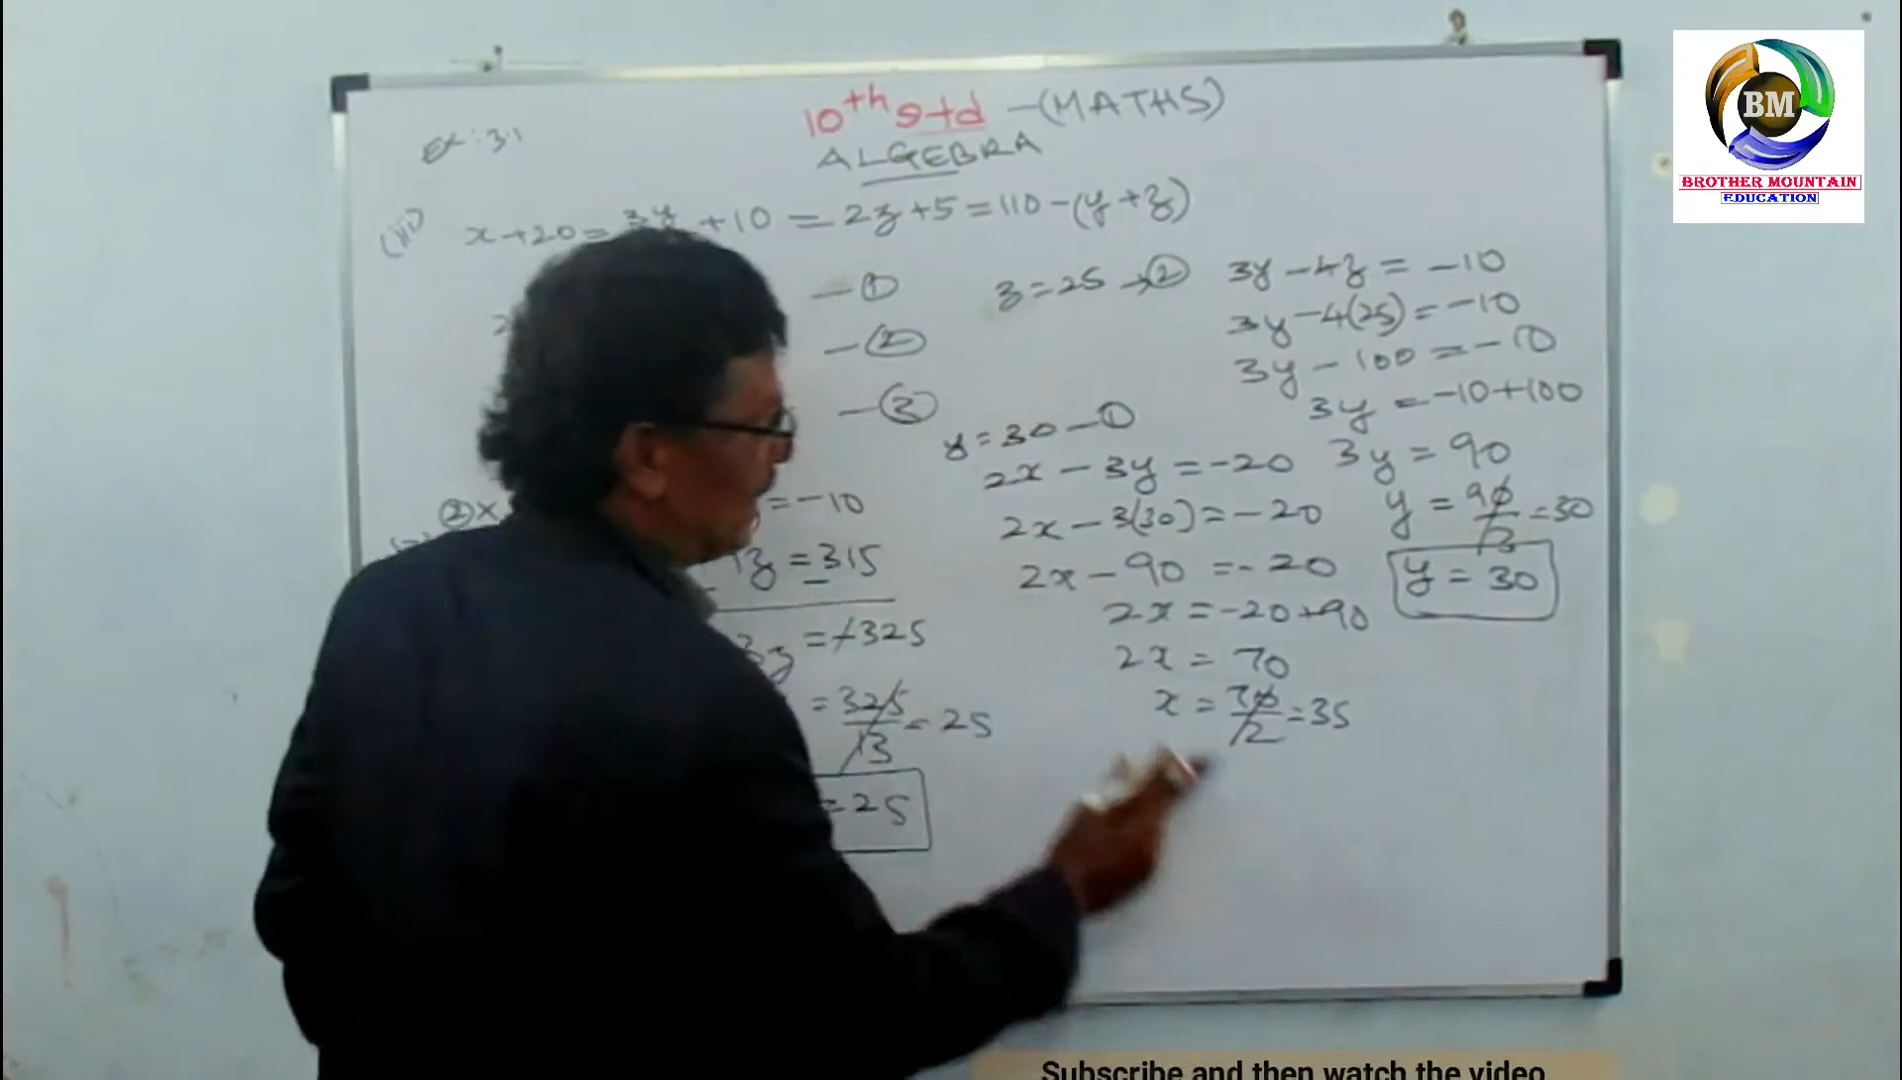 10th std - (MATHS)
ALGEBRA
Ex: 3.1
(iii) x + 20 = 3y + 10 = 2z + 5 = 110 - (y + z)
- ①
- ②
- ③
② x
= -10
z = 315
3z = -325
= 325/13 = 25
= 25
z = 25 → ②
3y - 4z = -10
3y - 4(25) = -10
3y - 100 = -10
3y = -10 + 100
3y = 90
y = 90/3 = 30
y = 30
y = 30 - ①
2x - 3y = -20
2x - 3(30) = -20
2x - 90 = -20
2x = -20 + 90
2x = 70
x = 70/2 = 35
BM
BROTHER MOUNTAIN
EDUCATION
Subscribe and then watch the video